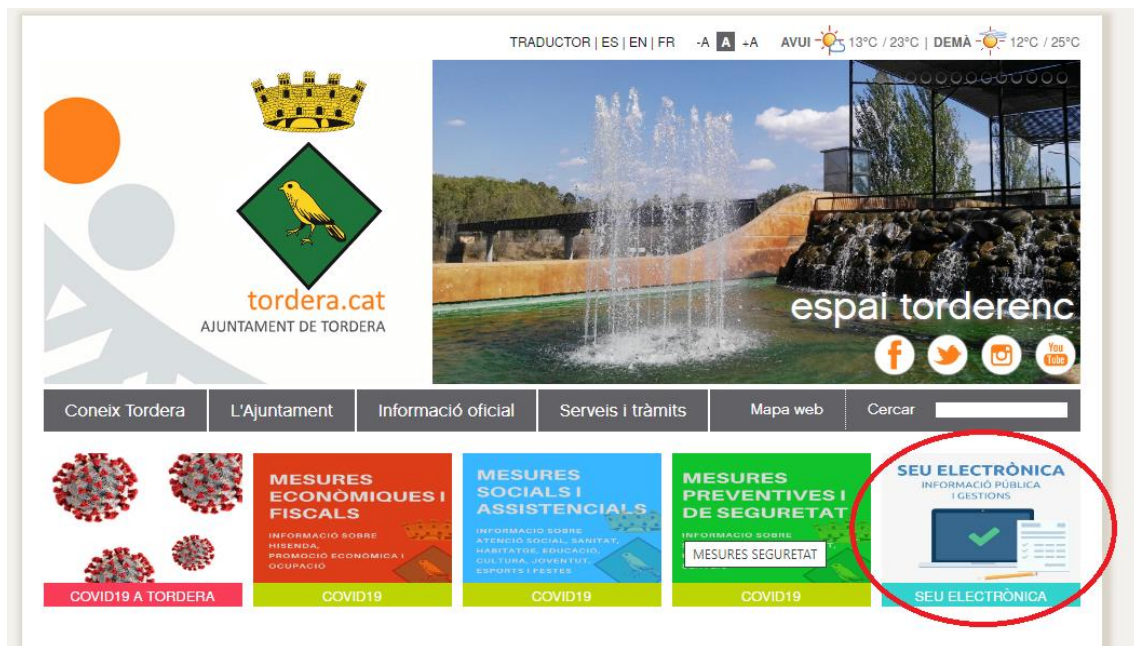 TRADUCTOR | ES | EN | FR -A A +A AVUI 13°C / 23°C | DEMÀ 12°C / 25°C
tordera.cat
AJUNTAMENT DE TORDERA
espai torderenc
You
Tube
Coneix Tordera L'Ajuntament Informació oficial Serveis i tràmits Mapa web Cercar
COVID19 A TORDERA
MESURES
ECONÒMIQUES I
FISCALS
INFORMACIÓ SOBRE
HISENDA,
PROMOCIÓ ECONÒMICA I
OCUPACIÓ
COVID19
MESURES
SOCIALS I
ASSISTENCIALS
INFORMACIÓ SOBRE
ATENCIÓ SOCIAL, SANITAT,
HABITATGE, EDUCACIÓ,
CULTURA, JOVENTUT,
ESPORTS I FESTES
COVID19
MESURES
PREVENTIVES I
DE SEGURETAT
INFORMACIÓ SOBRE
MESURES SEGURETAT
COVID19
SEU ELECTRÒNICA
INFORMACIÓ PÚBLICA
I GESTIONS
SEU ELECTRÒNICA